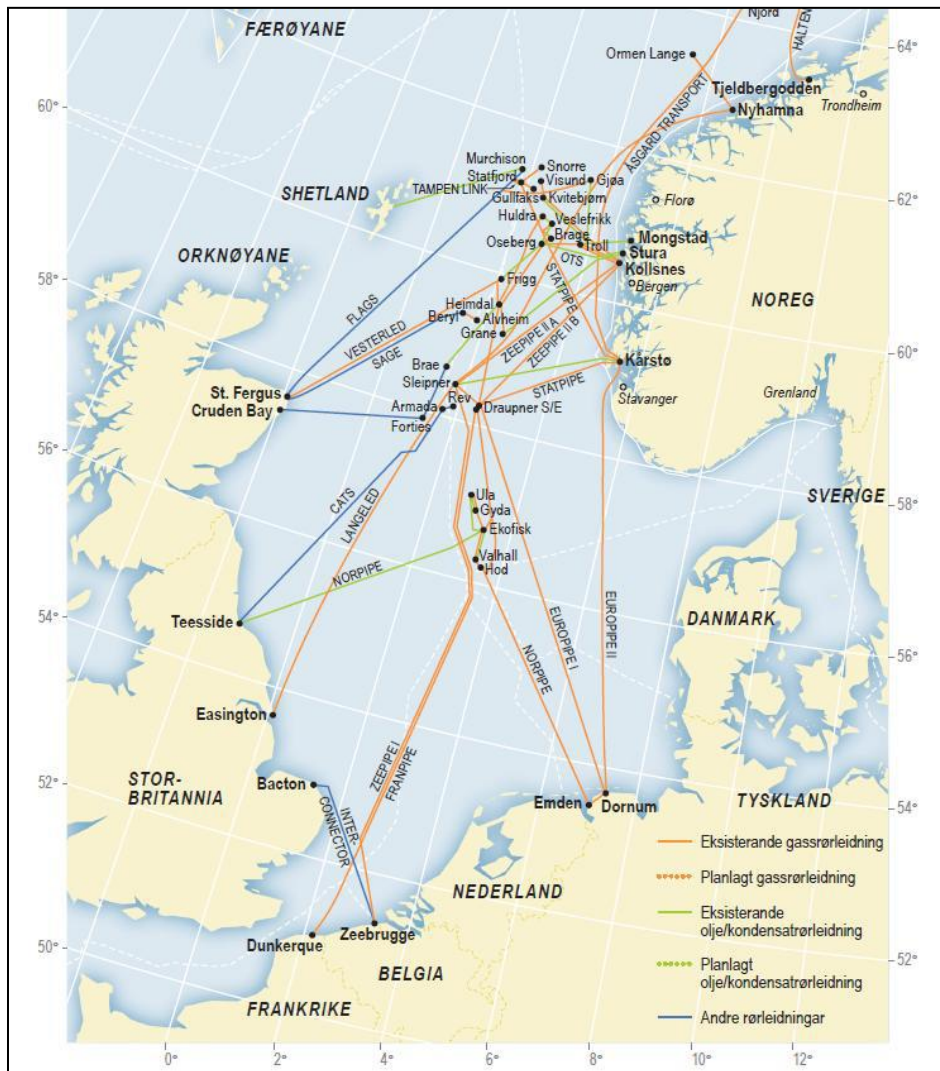 FÆRØYANE
Njord
HALTEN
64°
Ormen Lange
Tjeldbergodden
Trondheim
Nyhamna
60°
ÅSGARD TRANSPORT
Murchison
Snorre
Statfjord
Visund
Gjøa
SHETLAND
TAMPEN LINK
Gullfaks
Kvitebjørn
Florø
62°
Huldra
Veslefrikk
Brage
Oseberg
Troll
Mongstad
Stura
OTS
Kollsnes
Bergen
ORKNØYANE
58°
Frigg
STATPIPE
NOREG
FLAGS
VESTERLED
SAGE
Heimdal
Beryl
Alvheim
Grane
ZEEPIPE II A
ZEEPIPE II B
Kårstø
60°
Brae
Sleipner
STATPIPE
Stavanger
Grenland
St. Fergus
Cruden Bay
Rev
Armada
Draupner S/E
Forties
56°
CATS
LANGELED
Ula
Gyda
Ekofisk
SVERIGE
58°
Valhall
Hod
NORPIPE
54°
Teesside
EUROPIPE I
EUROPIPE II
DANMARK
NORPIPE
56°
Easington
ZEEPIPE I
FRANPIPE
52°
STOR-
BRITANNIA
Bacton
INTER-
CONNECTOR
Emden
Dornum
TYSKLAND
54°
Eksisterande gassrørleidning
Planlagt gassrørleidning
NEDERLAND
Eksisterande
olje/kondensatrørleidning
50°
Dunkerque
Zeebrugge
BELGIA
Planlagt
olje/kondensatrørleidning
52°
FRANKRIKE
Andre rørleidningar
0°
2°
4°
6°
8°
10°
12°